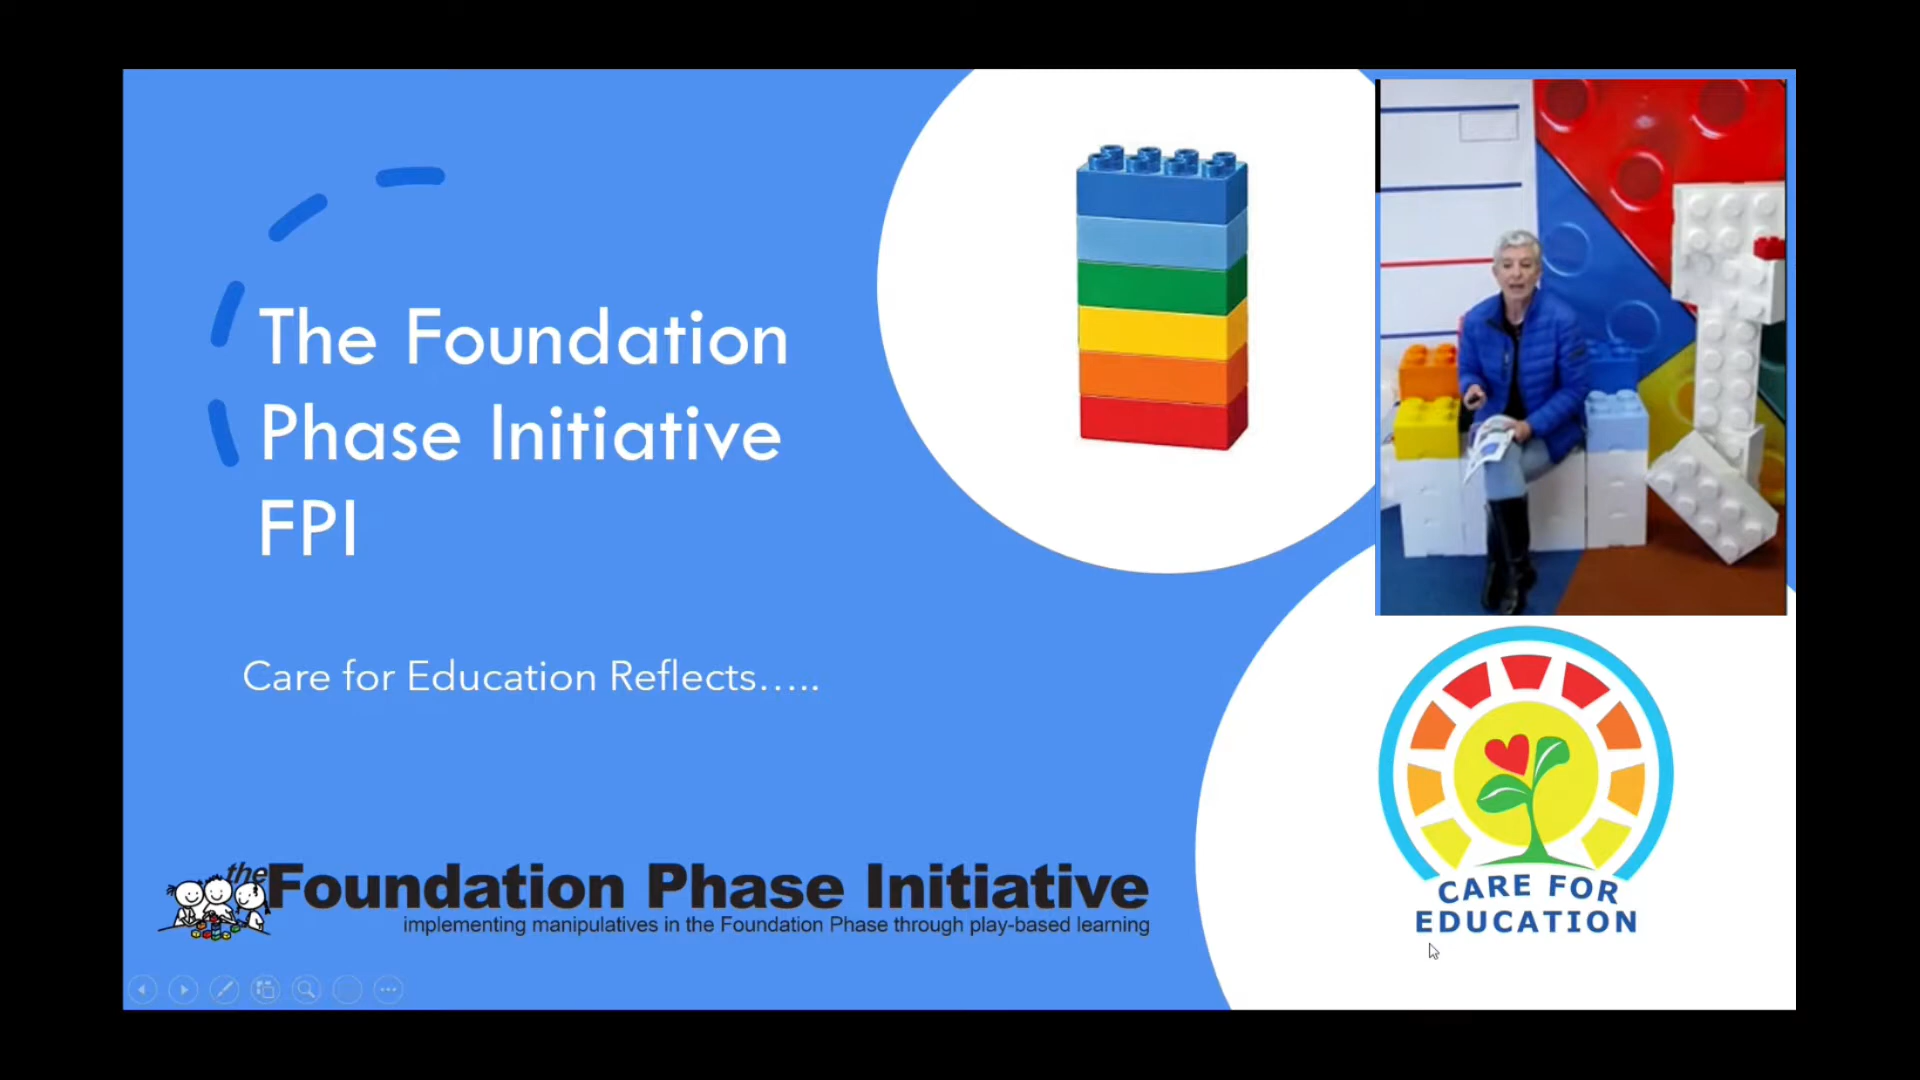 The Foundation
Phase Initiative
FPI
Care for Education Reflects.....
the Foundation Phase Initiative
implementing manipulatives in the Foundation Phase through play-based learning
CARE FOR
EDUCATION